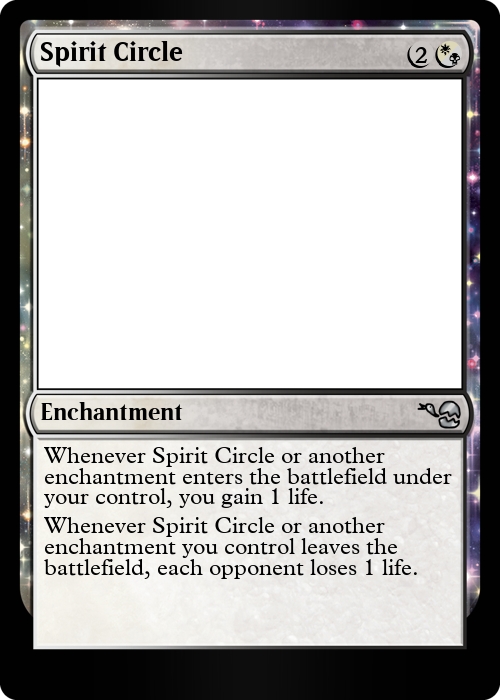 Spirit Circle 2
Enchantment
Whenever Spirit Circle or another
enchantment enters the battlefield under
your control, you gain 1 life.
Whenever Spirit Circle or another
enchantment you control leaves the
battlefield, each opponent loses 1 life.